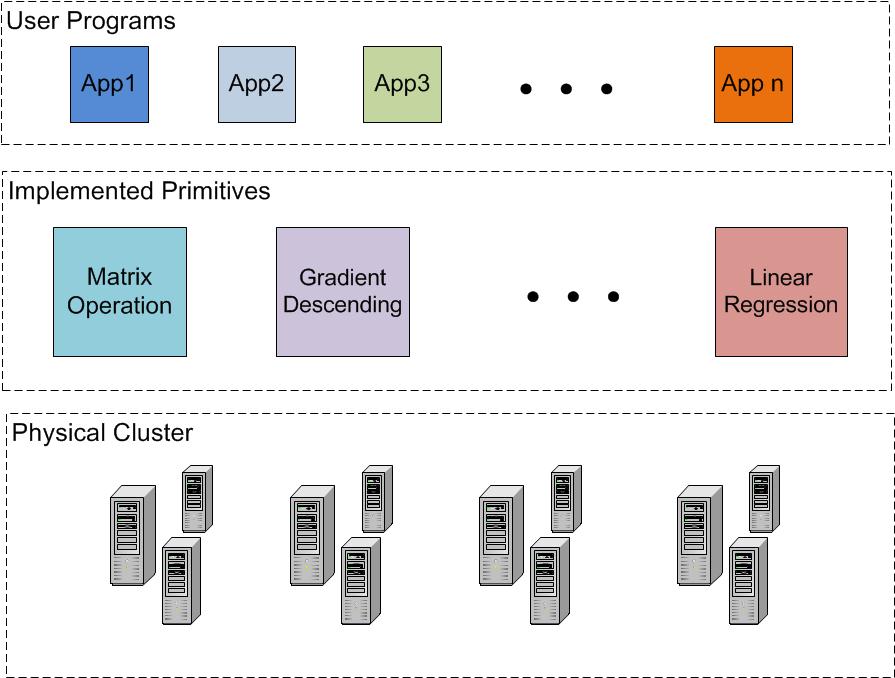 User Programs
App1
App2
App3
App n
Implemented Primitives
Matrix
Operation
Gradient
Descending
Linear
Regression
Physical Cluster